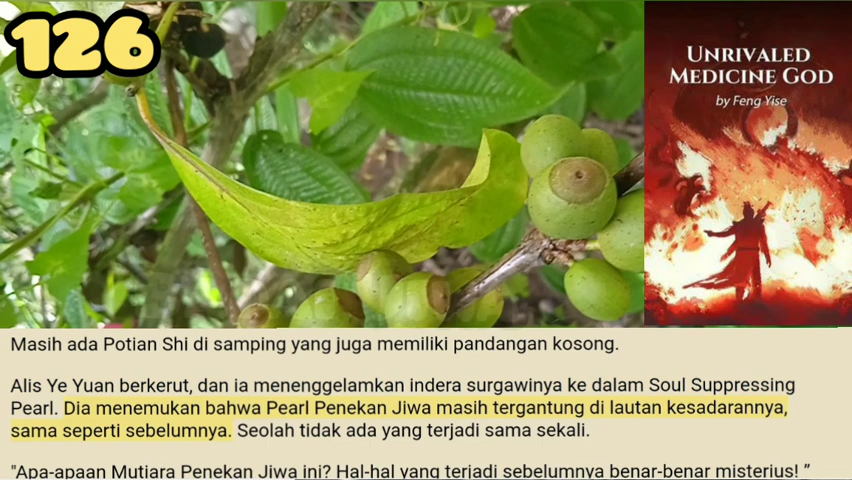 126
UNRIVALED
MEDICINE GOD
by Feng Yise
Masih ada Potian Shi di samping yang juga memiliki pandangan kosong.
Alis Ye Yuan berkerut, dan ia menenggelamkan indera surgawinya ke dalam Soul Suppressing
Pearl. Dia menemukan bahwa Pearl Penekan Jiwa masih tergantung di lautan kesadarannya,
sama seperti sebelumnya. Seolah tidak ada yang terjadi sama sekali.
"Apa-apaan Mutiara Penekan Jiwa ini? Hal-hal yang terjadi sebelumnya benar-benar misterius! ”